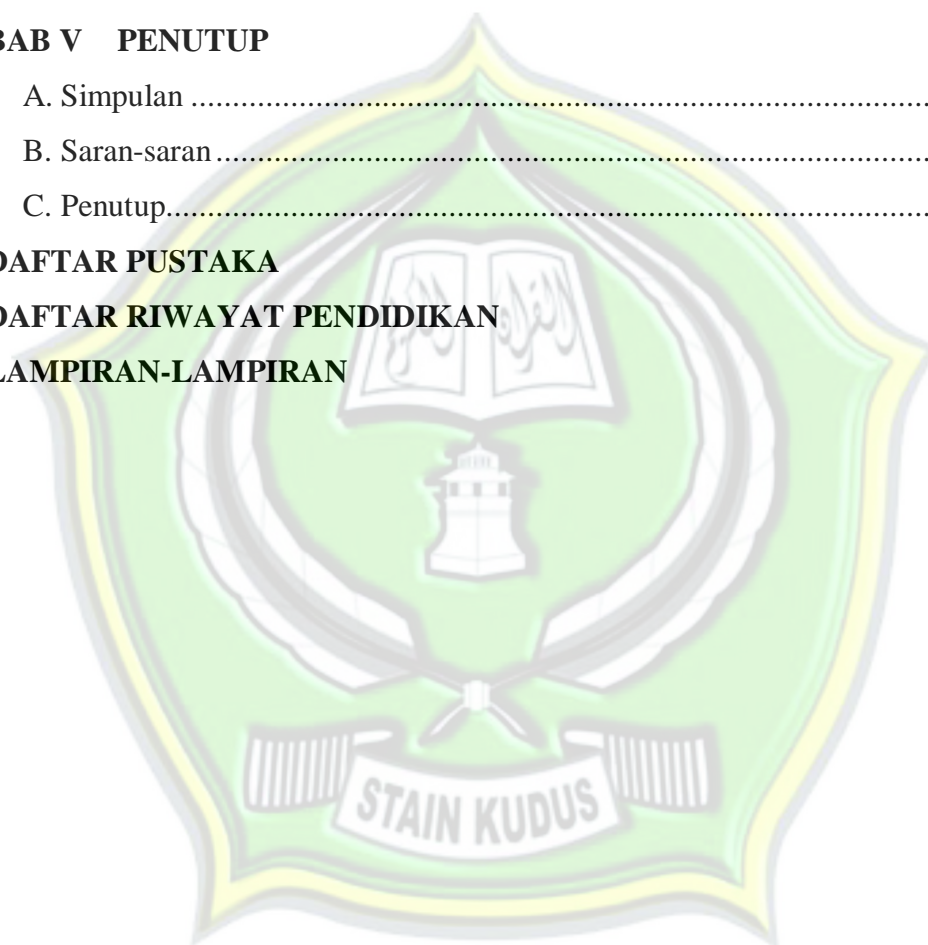 BAB V PENUTUP
A. Simpulan ....................................................................................................
B. Saran-saran ....................................................................................................
C. Penutup....................................................................................................
DAFTAR PUSTAKA
DAFTAR RIWAYAT PENDIDIKAN
LAMPIRAN-LAMPIRAN
STAIN KUDUS